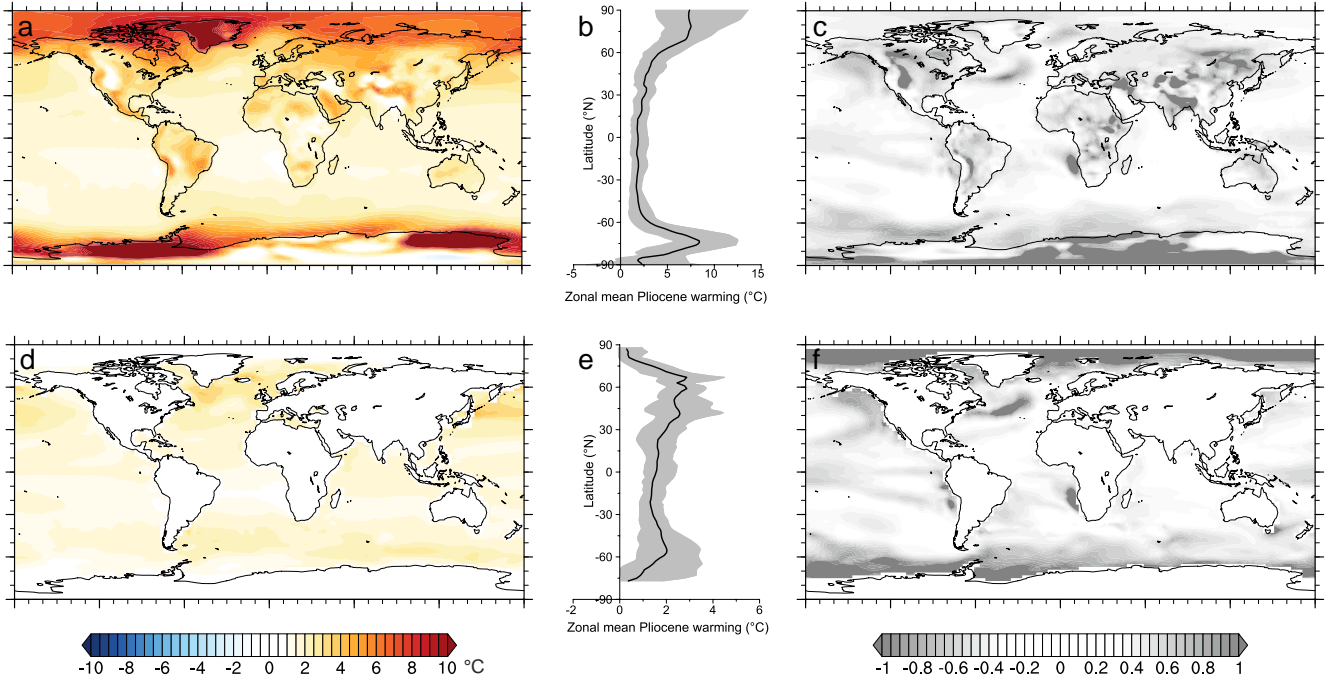 a
b
c
90
60
30
0
-30
-60
-90
Latitude (°N)
-5 0 5 10 15
Zonal mean Pliocene warming (°C)
d
e
f
90
60
30
0
-30
-60
-90
Latitude (°N)
-2 0 2 4 6
Zonal mean Pliocene warming (°C)
-10 -8 -6 -4 -2 0 2 4 6 8 10 °C
-1 -0.8 -0.6 -0.4 -0.2 0 0.2 0.4 0.6 0.8 1